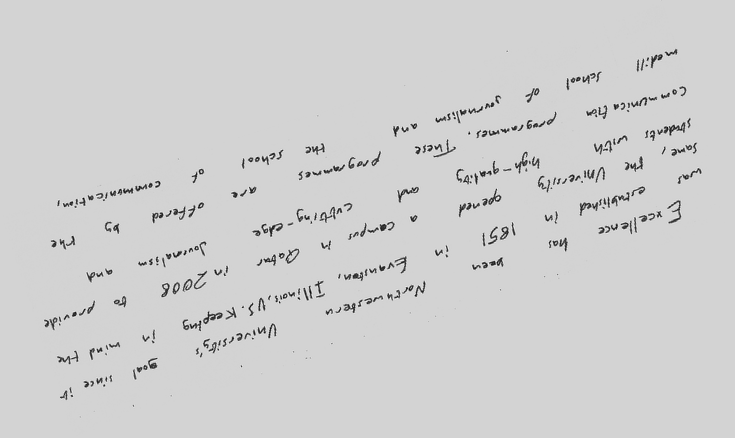 Excellence has been Northwestern University's goal since it
was established in 1851 in Evanston, Illinois, US. Keeping in mind the
same, the University opened a campus in Qatar in 2008 to provide
students with high-quality and cutting-edge Journalism and
Communication programmes. These programmes are offered by the
medill school of journalism and the school of communication,